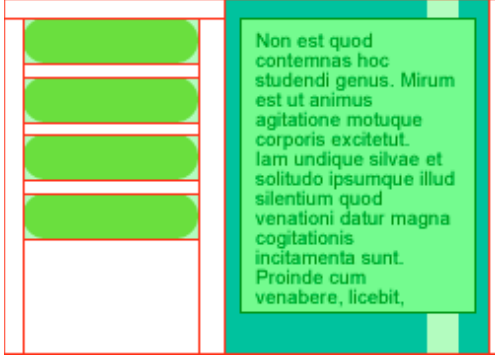 Non est quod
contemnas hoc
studendi genus. Mirum
est ut animus
agitatione motuque
corporis excitetut.
Iam undique silvae et
solitudo ipsumque illud
silentium quod
venationi datur magna
cogitationis
incitamenta sunt.
Proinde cum
venabere, licebit,